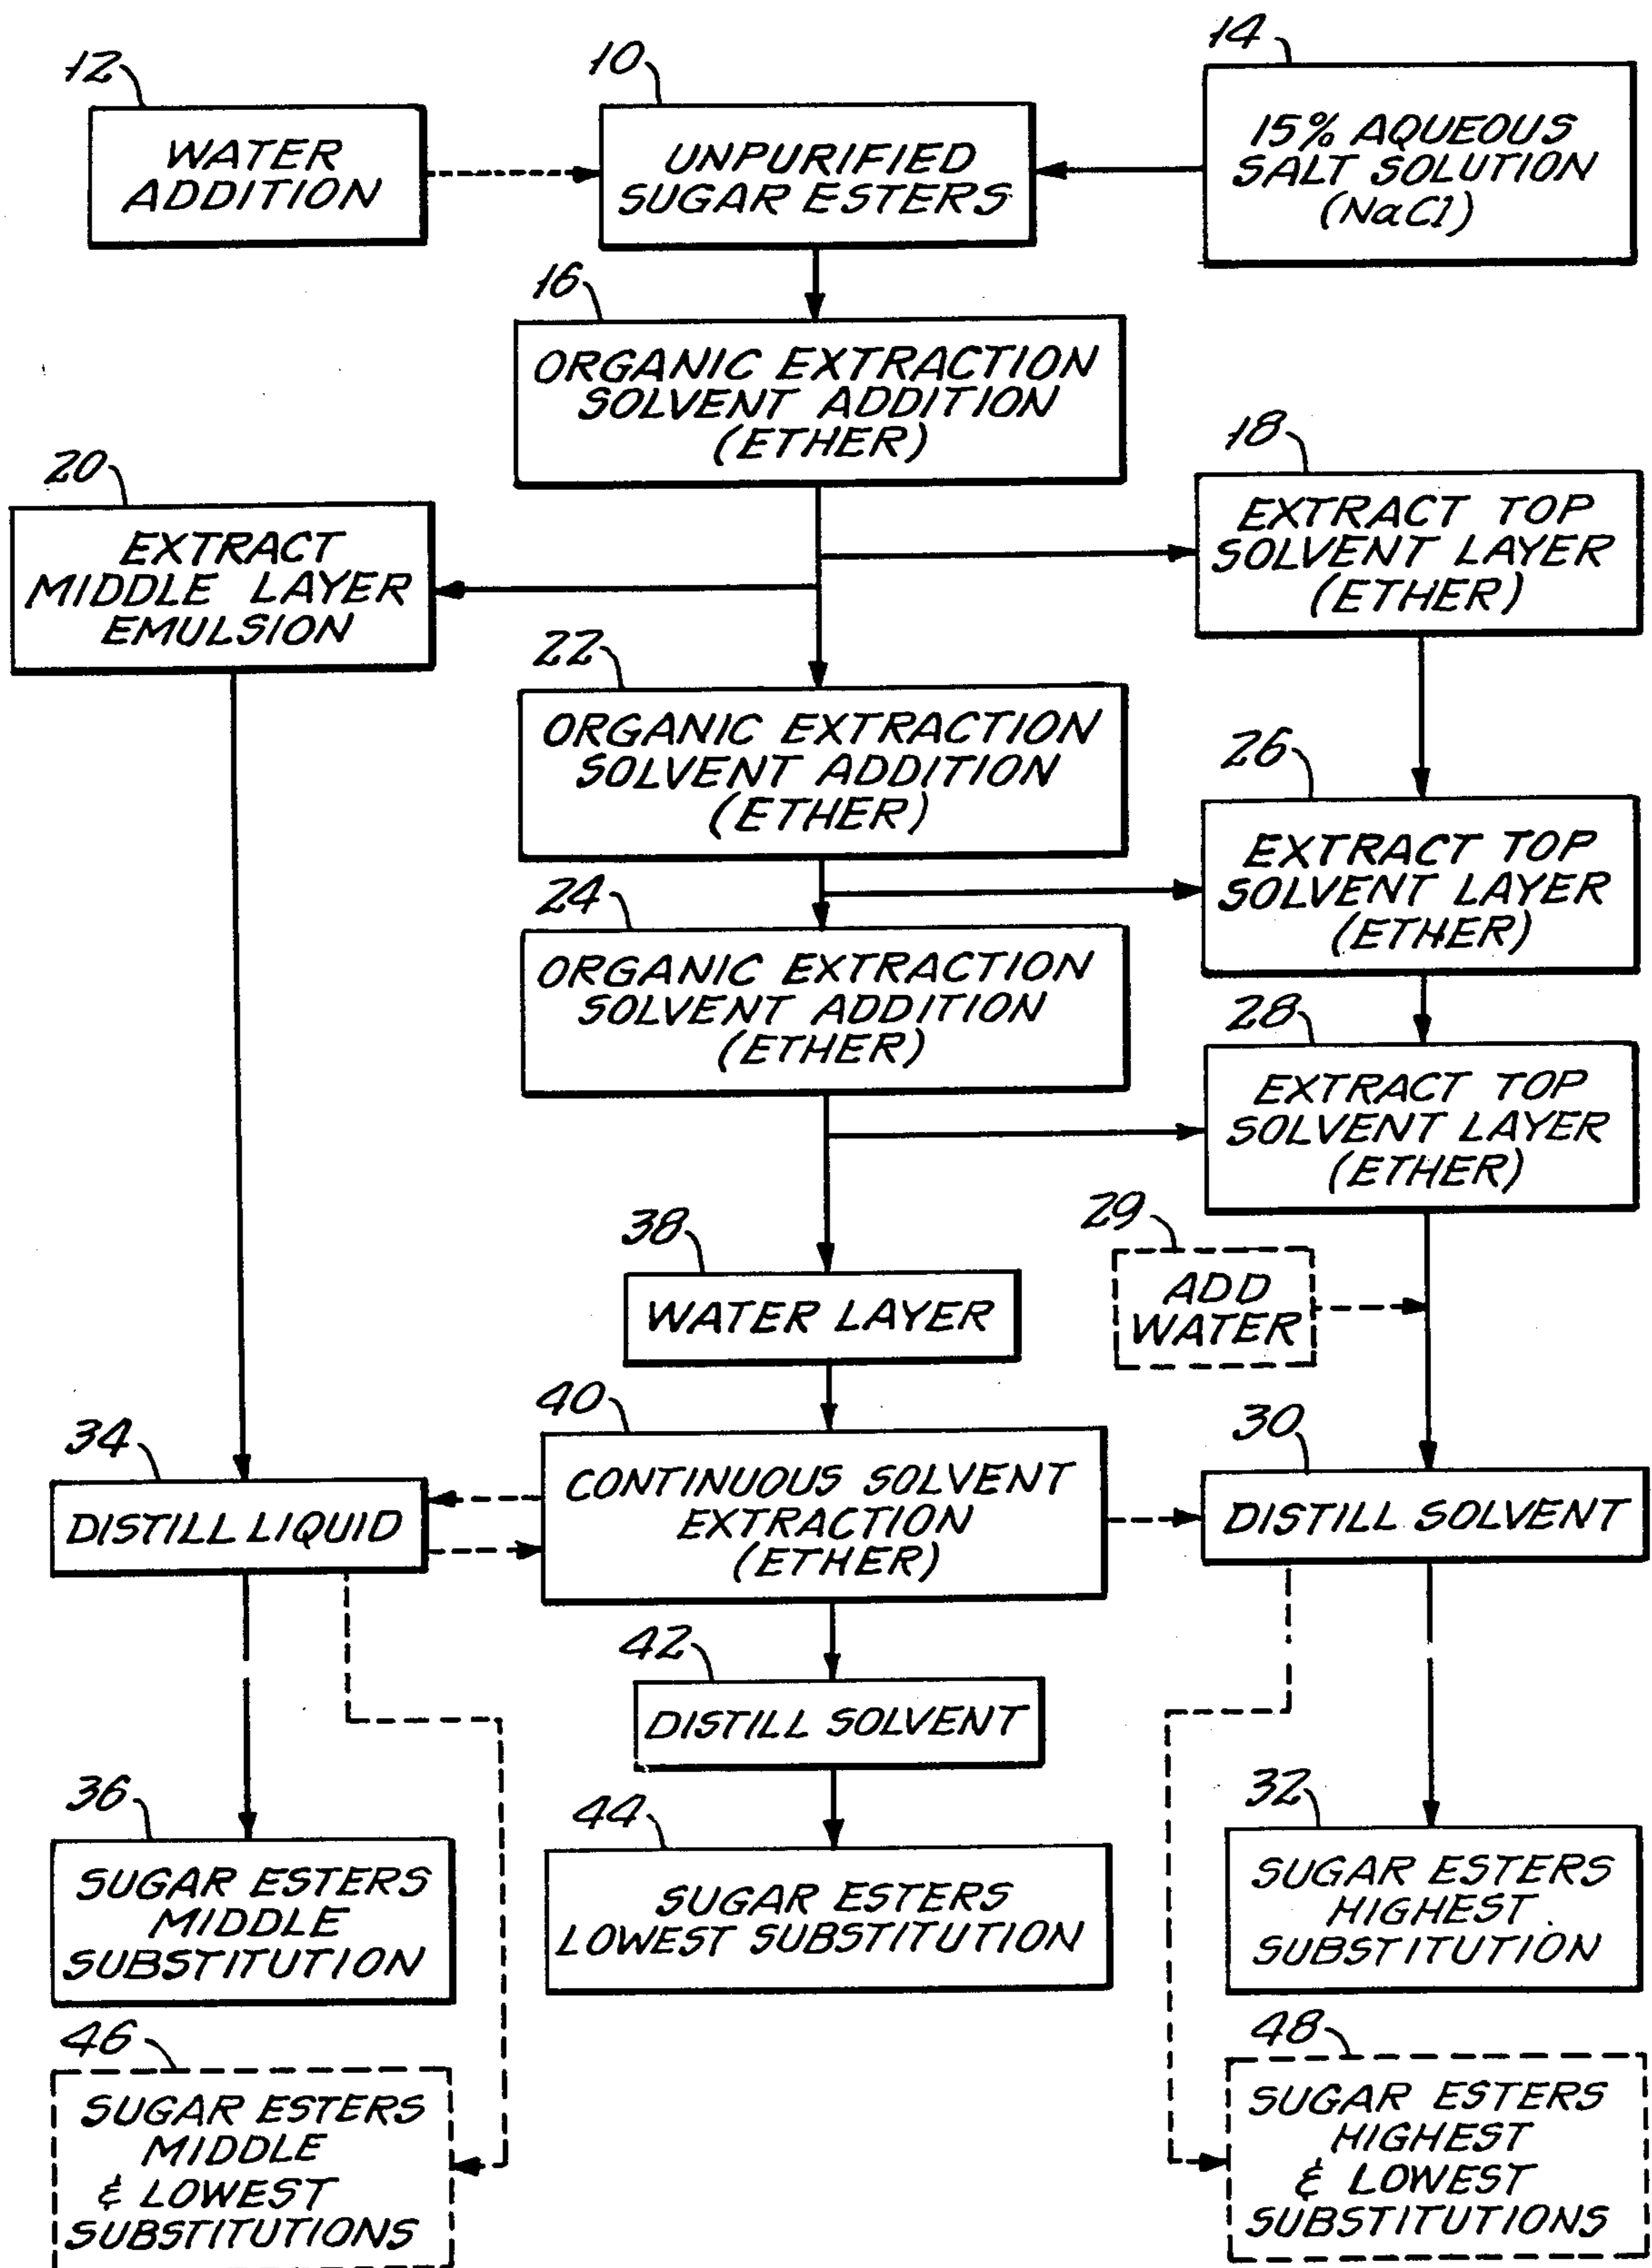 12
WATER
ADDITION
10
UNPURIFIED
SUGAR ESTERS
14
15% AQUEOUS
SALT SOLUTION
(NaCl)
16
ORGANIC EXTRACTION
SOLVENT ADDITION
(ETHER)
18
EXTRACT TOP
SOLVENT LAYER
(ETHER)
20
EXTRACT
MIDDLE LAYER
EMULSION
22
ORGANIC EXTRACTION
SOLVENT ADDITION
(ETHER)
26
EXTRACT TOP
SOLVENT LAYER
(ETHER)
24
ORGANIC EXTRACTION
SOLVENT ADDITION
(ETHER)
28
EXTRACT TOP
SOLVENT LAYER
(ETHER)
29
ADD
WATER
38
WATER LAYER
34
DISTILL LIQUID
40
CONTINUOUS SOLVENT
EXTRACTION
(ETHER)
30
DISTILL SOLVENT
42
DISTILL SOLVENT
36
SUGAR ESTERS
MIDDLE
SUBSTITUTION
44
SUGAR ESTERS
LOWEST SUBSTITUTION
32
SUGAR ESTERS
HIGHEST
SUBSTITUTION
46
SUGAR ESTERS
MIDDLE
& LOWEST
SUBSTITUTIONS
48
SUGAR ESTERS
HIGHEST
& LOWEST
SUBSTITUTIONS